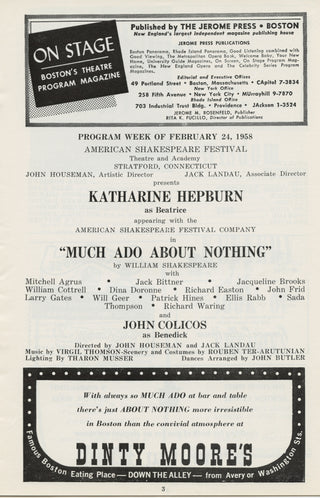 ON STAGE
BOSTON'S THEATRE
PROGRAM MAGAZINE
Published by THE JEROME PRESS • BOSTON
New England's largest independent magazine publishing house
JEROME PRESS PUBLICATIONS
Boston Panorama, Rhode Island Panorama, Good Listening combined with
Good Viewing, The Metropolitan Opera Book, Welcome Baby, Your New
Home, University Guide Magazines, On Screen, On Stage Program Magazines,
The New England Opera and The Celebrity Series Program
Magazines.
Editorial and Executive Offices
49 Portland Street • Boston, Massachusetts • CApitol 7-3834
New York Office
258 Fifth Avenue • New York City • MUrrayhill 9-7870
Rhode Island Office
703 Industrial Trust Bldg. • Providence • JAckson 1-3524
JEROME M. ROSENFELD, Publisher
RITA K. FUCILLO, Director of Publications
PROGRAM WEEK OF FEBRUARY 24, 1958
AMERICAN SHAKESPEARE FESTIVAL
Theatre and Academy
STRATFORD, CONNECTICUT
JOHN HOUSEMAN, Artistic Director JACK LANDAU, Associate Director
presents
KATHARINE HEPBURN
as Beatrice
appearing with the
AMERICAN SHAKESPEARE FESTIVAL COMPANY
in
"MUCH ADO ABOUT NOTHING"
by WILLIAM SHAKESPEARE
with
Mitchell Agrus • Jack Bittner • Jacqueline Brooks
William Cottrell • Dina Doronne • Richard Easton • John Frid
Larry Gates • Will Geer • Patrick Hines • Ellis Rabb • Sada
Thompson • Richard Waring
and
JOHN COLICOS
as Benedick
Directed by JOHN HOUSEMAN and JACK LANDAU
Music by VIRGIL THOMSON-Scenery and Costumes by ROUBEN TER-ARUTUNIAN
Lighting By THARON MUSSER Dances Arranged by JOHN BUTLER
With always so MUCH ADO at bar and table
there's just ABOUT NOTHING more irresistible
in Boston than the convivial atmosphere at
DINTY MOORE'S
Famous Boston Eating Place — DOWN THE ALLEY — from Avery or Washington Sts.
3